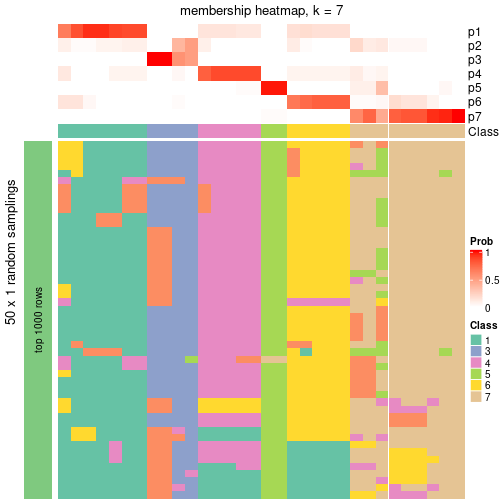 membership heatmap, k = 7
p1
p2
p3
p4
p5
p6
p7
Class
50 x 1 random samplings
top 1000 rows
Prob
1
0.5
0
Class
1
3
4
5
6
7